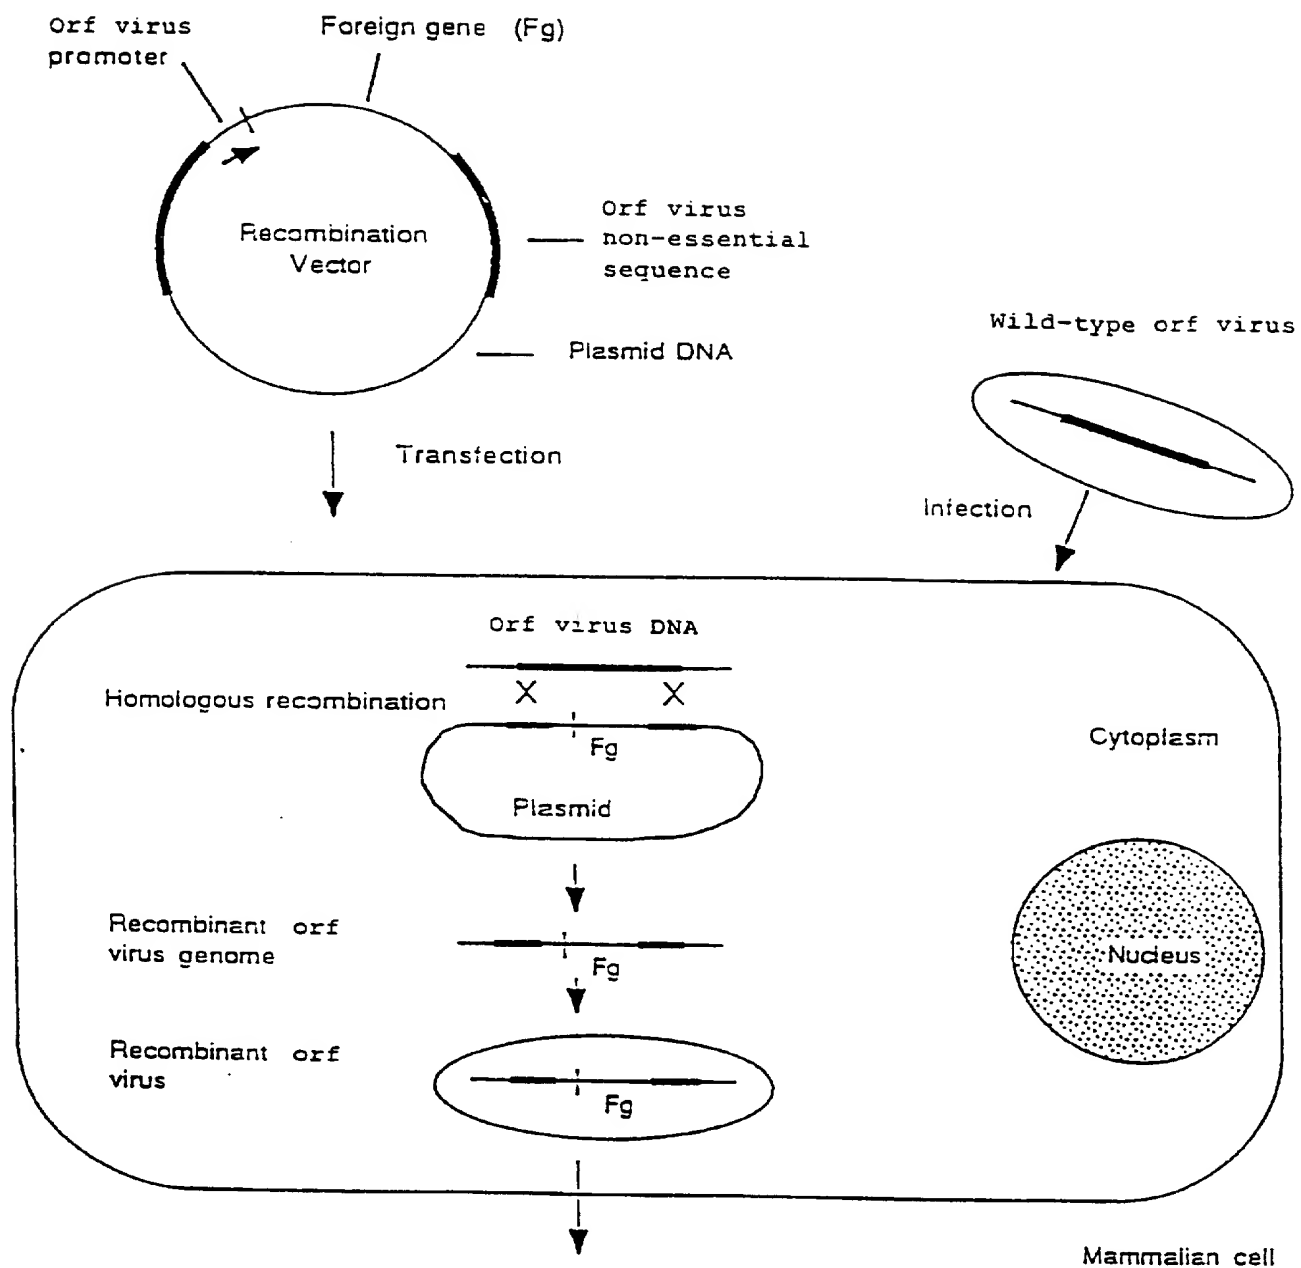 Orf virus
promoter
Foreign gene (Fg)
Recombination
Vector
Orf virus
non-essential
sequence
Plasmid DNA
Wild-type orf virus
Transfection
Infection
Orf virus DNA
X X
Homologous recombination
Fg
Cytoplasm
Plasmid
Recombinant orf
virus genome
Fg
Nucleus
Recombinant orf
virus
Fg
Mammalian cell